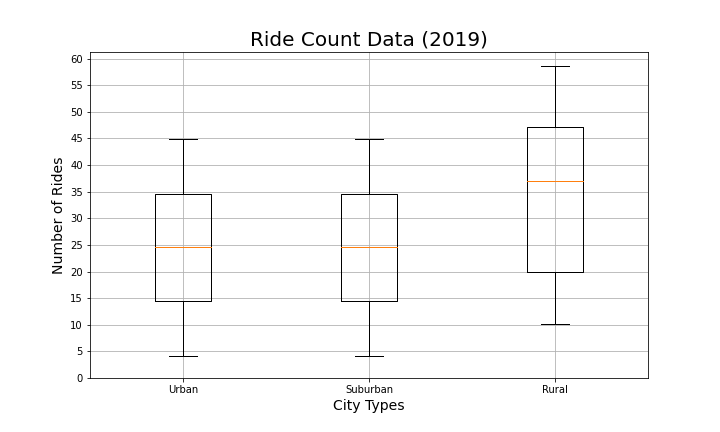 Ride Count Data (2019)
Number of Rides
60
55
50
45
40
35
30
25
20
15
10
5
0
Urban
Suburban
Rural
City Types